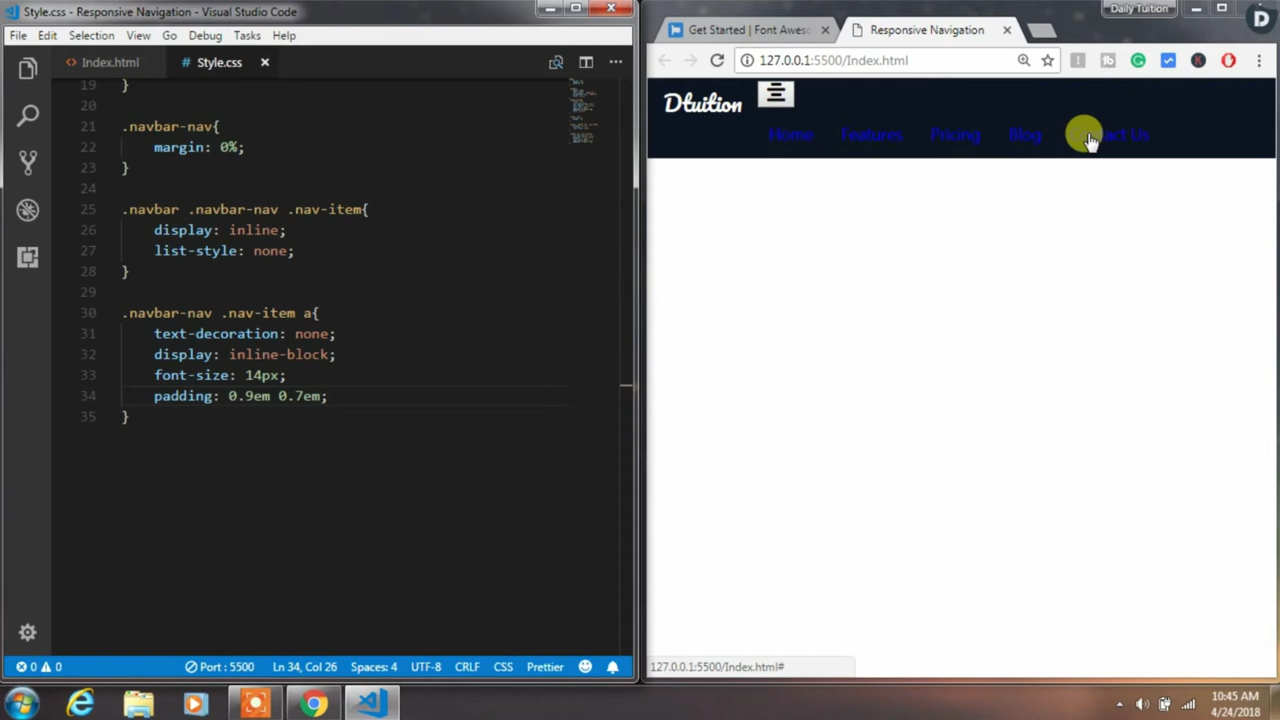 Style.css - Responsive Navigation - Visual Studio Code
File Edit Selection View Go Debug Tasks Help
Index.html
Style.css
19 }
20
21 .navbar-nav{
22 margin: 0%;
23 }
24
25 .navbar .navbar-nav .nav-item{
26 display: inline;
27 list-style: none;
28 }
29
30 .navbar-nav .nav-item a{
31 text-decoration: none;
32 display: inline-block;
33 font-size: 14px;
34 padding: 0.9em 0.7em;
35 }
0 0 Port : 5500 Ln 34, Col 26 Spaces: 4 UTF-8 CRLF CSS Prettier
Daily Tuition
D
Get Started | Font Awes
Responsive Navigation
127.0.0.1:5500/Index.html
Dtuition
Home Features Pricing Blog
act Us
127.0.0.1:5500/Index.html#
10:45 AM
4/24/2018